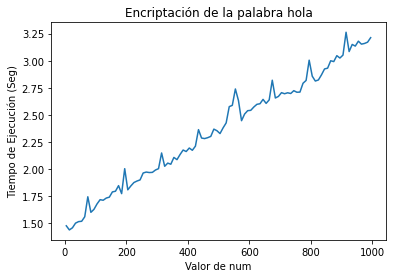 Encriptación de la palabra hola
Tiempo de Ejecución (Seg)
3.25
3.00
2.75
2.50
2.25
2.00
1.75
1.50
0 200 400 600 800 1000
Valor de num